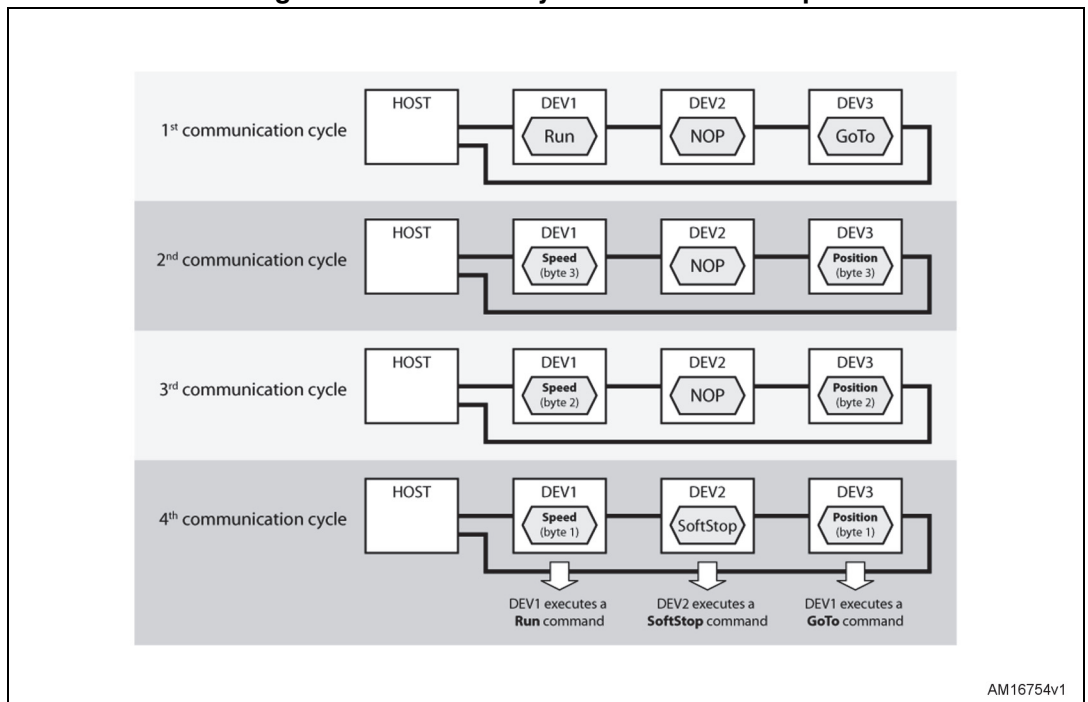 1st communication cycle
HOST
DEV1
Run
DEV2
NOP
DEV3
GoTo
2nd communication cycle
HOST
DEV1
Speed
(byte 3)
DEV2
NOP
DEV3
Position
(byte 3)
3rd communication cycle
HOST
DEV1
Speed
(byte 2)
DEV2
NOP
DEV3
Position
(byte 2)
4th communication cycle
HOST
DEV1
Speed
(byte 1)
DEV2
SoftStop
DEV3
Position
(byte 1)
DEV1 executes a
Run command
DEV2 executes a
SoftStop command
DEV1 executes a
GoTo command
AM16754v1